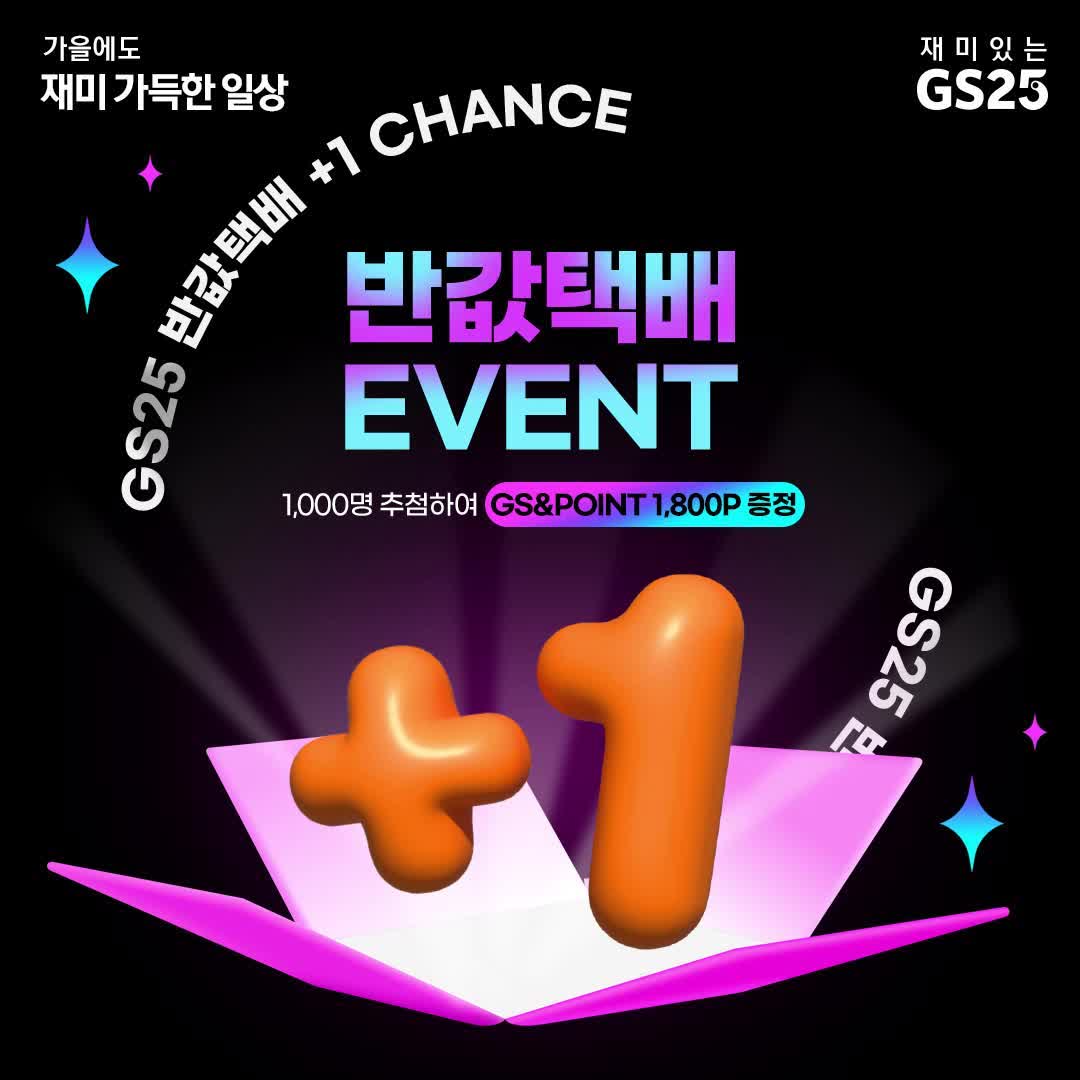 가을에도
재미 가득한 일상
재미있는
GS25
GS25 반값택배 +1 CHANCE
반값택배
EVENT
1,000명 추첨하여 GS&POINT 1,800P 증정
+1
GS25